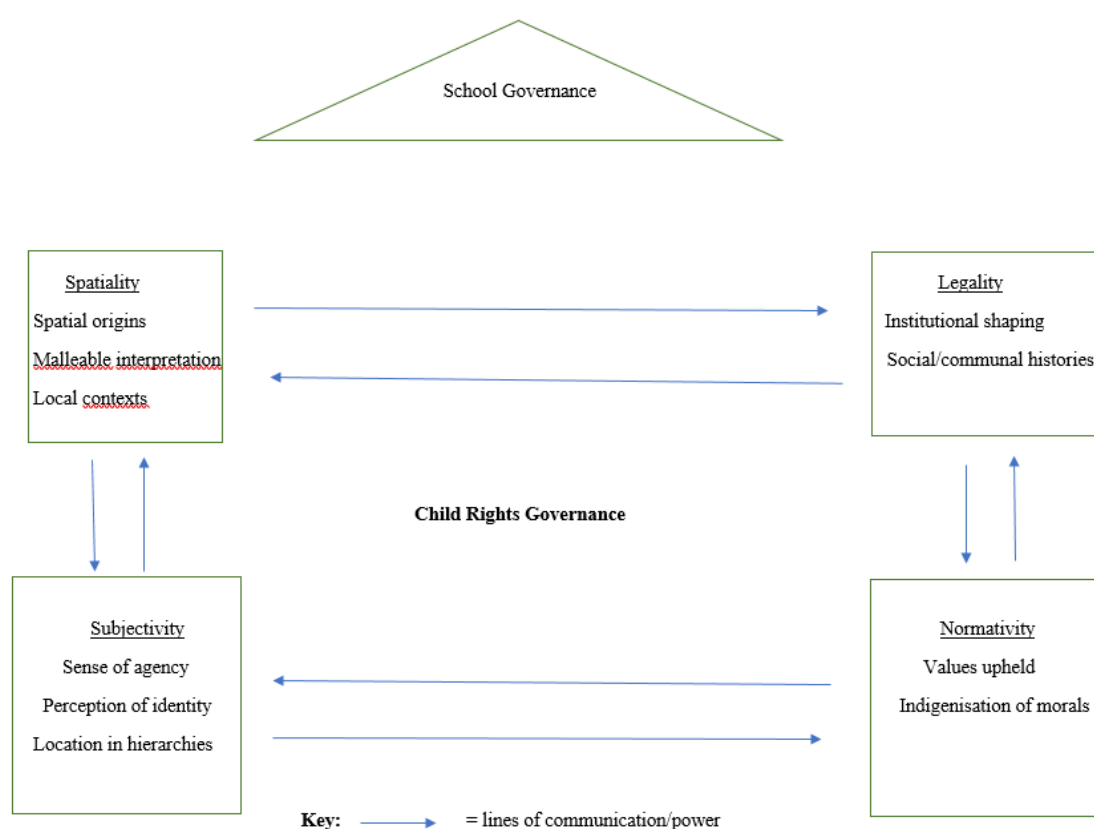 School Governance
Spatiality
Spatial origins
Malleable interpretation
Local contexts
Legality
Institutional shaping
Social/communal histories
Child Rights Governance
Subjectivity
Sense of agency
Perception of identity
Location in hierarchies
Normativity
Values upheld
Indigenisation of morals
Key: = lines of communication/power